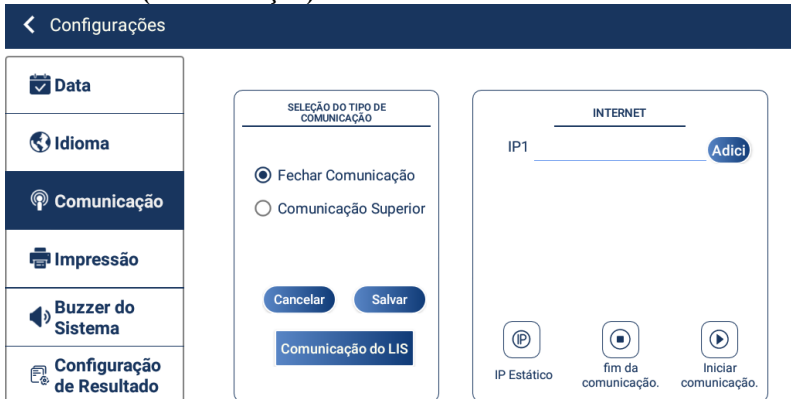 Configurações
Data
Idioma
Comunicação
Impressão
Buzzer do
Sistema
Configuração
de Resultado
SELEÇÃO DO TIPO DE
COMUNICAÇÃO
Fechar Comunicação
Comunicação Superior
Cancelar
Salvar
Comunicação do LIS
INTERNET
IP1
Adici
IP Estático
fim da
comunicação.
Iniciar
comunicação.